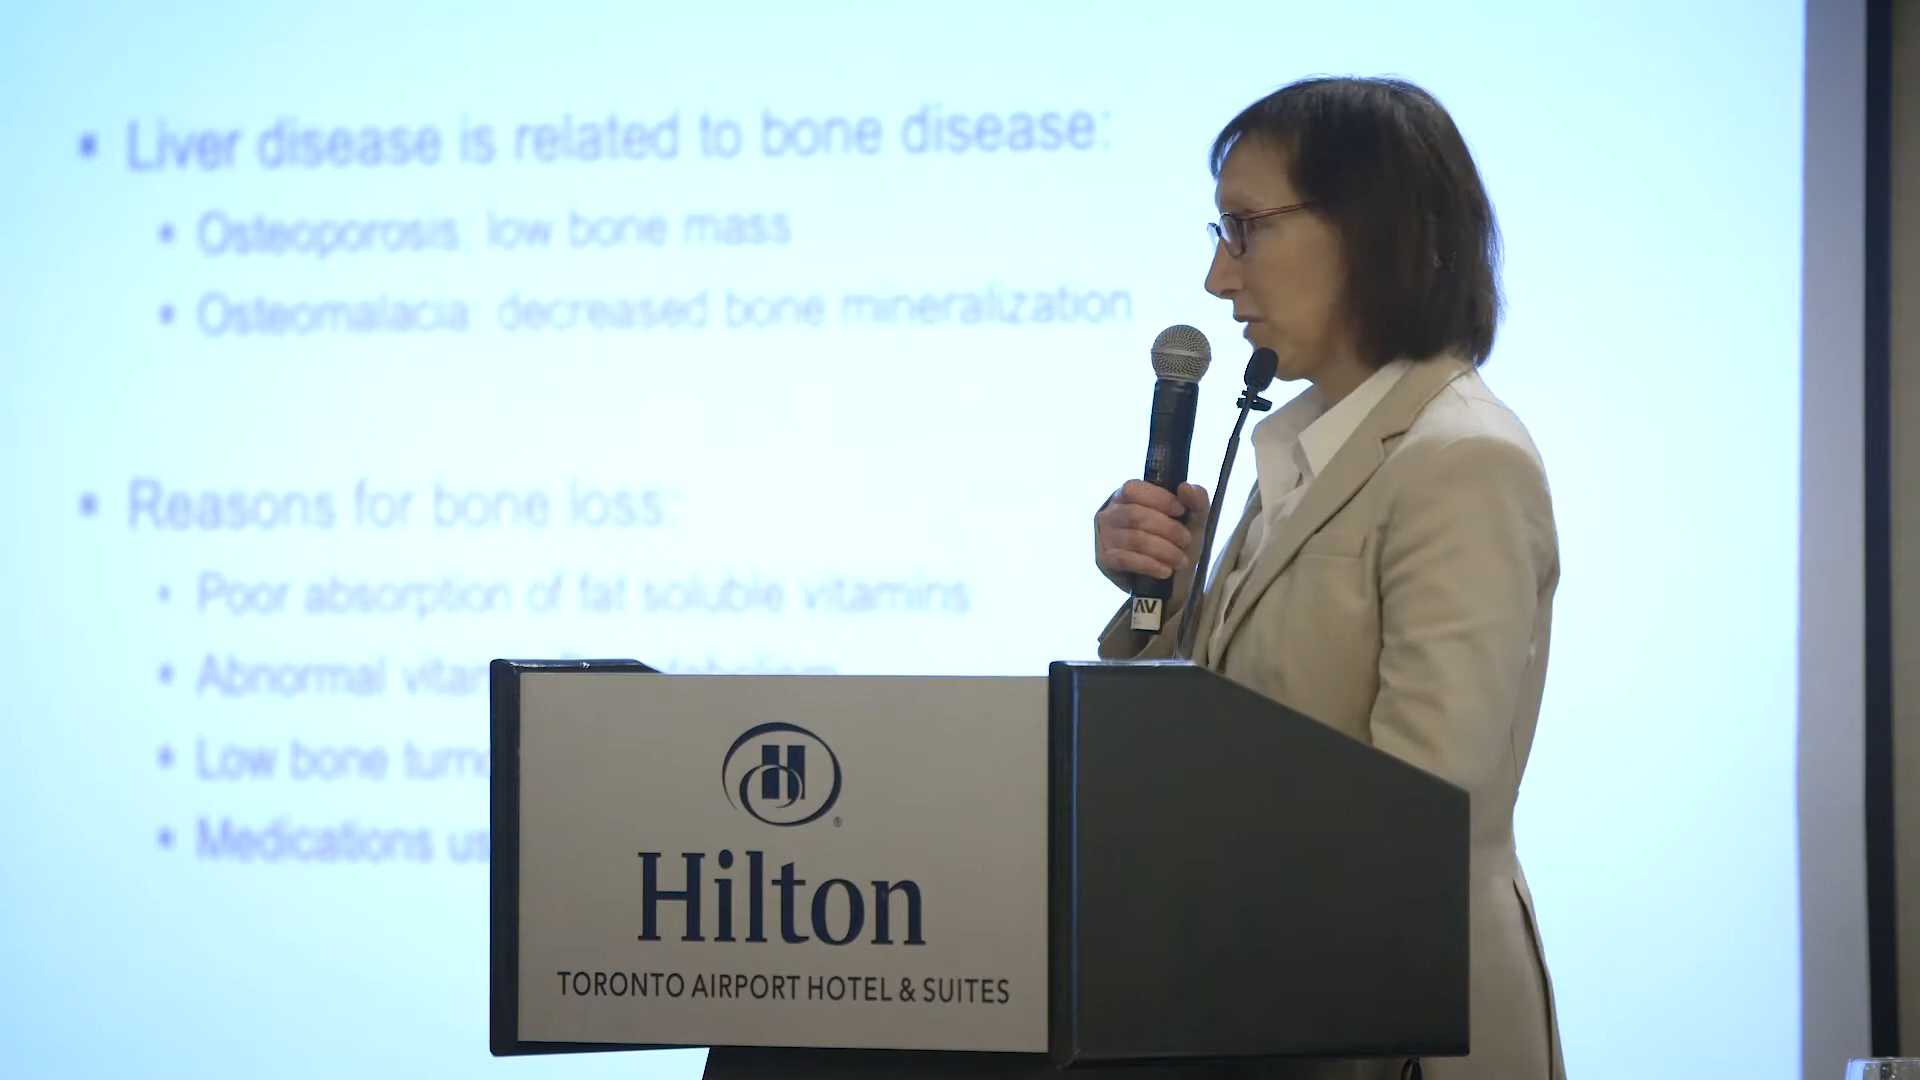 Liver disease is related to bone disease:
Osteoporosis: low bone mass
Osteomalacia: decreased bone mineralization
Reasons for bone loss:
Poor absorption of fat soluble vitamins
Abnormal
Low bone
Medications
AV
H
®
Hilton
TORONTO AIRPORT HOTEL & SUITES